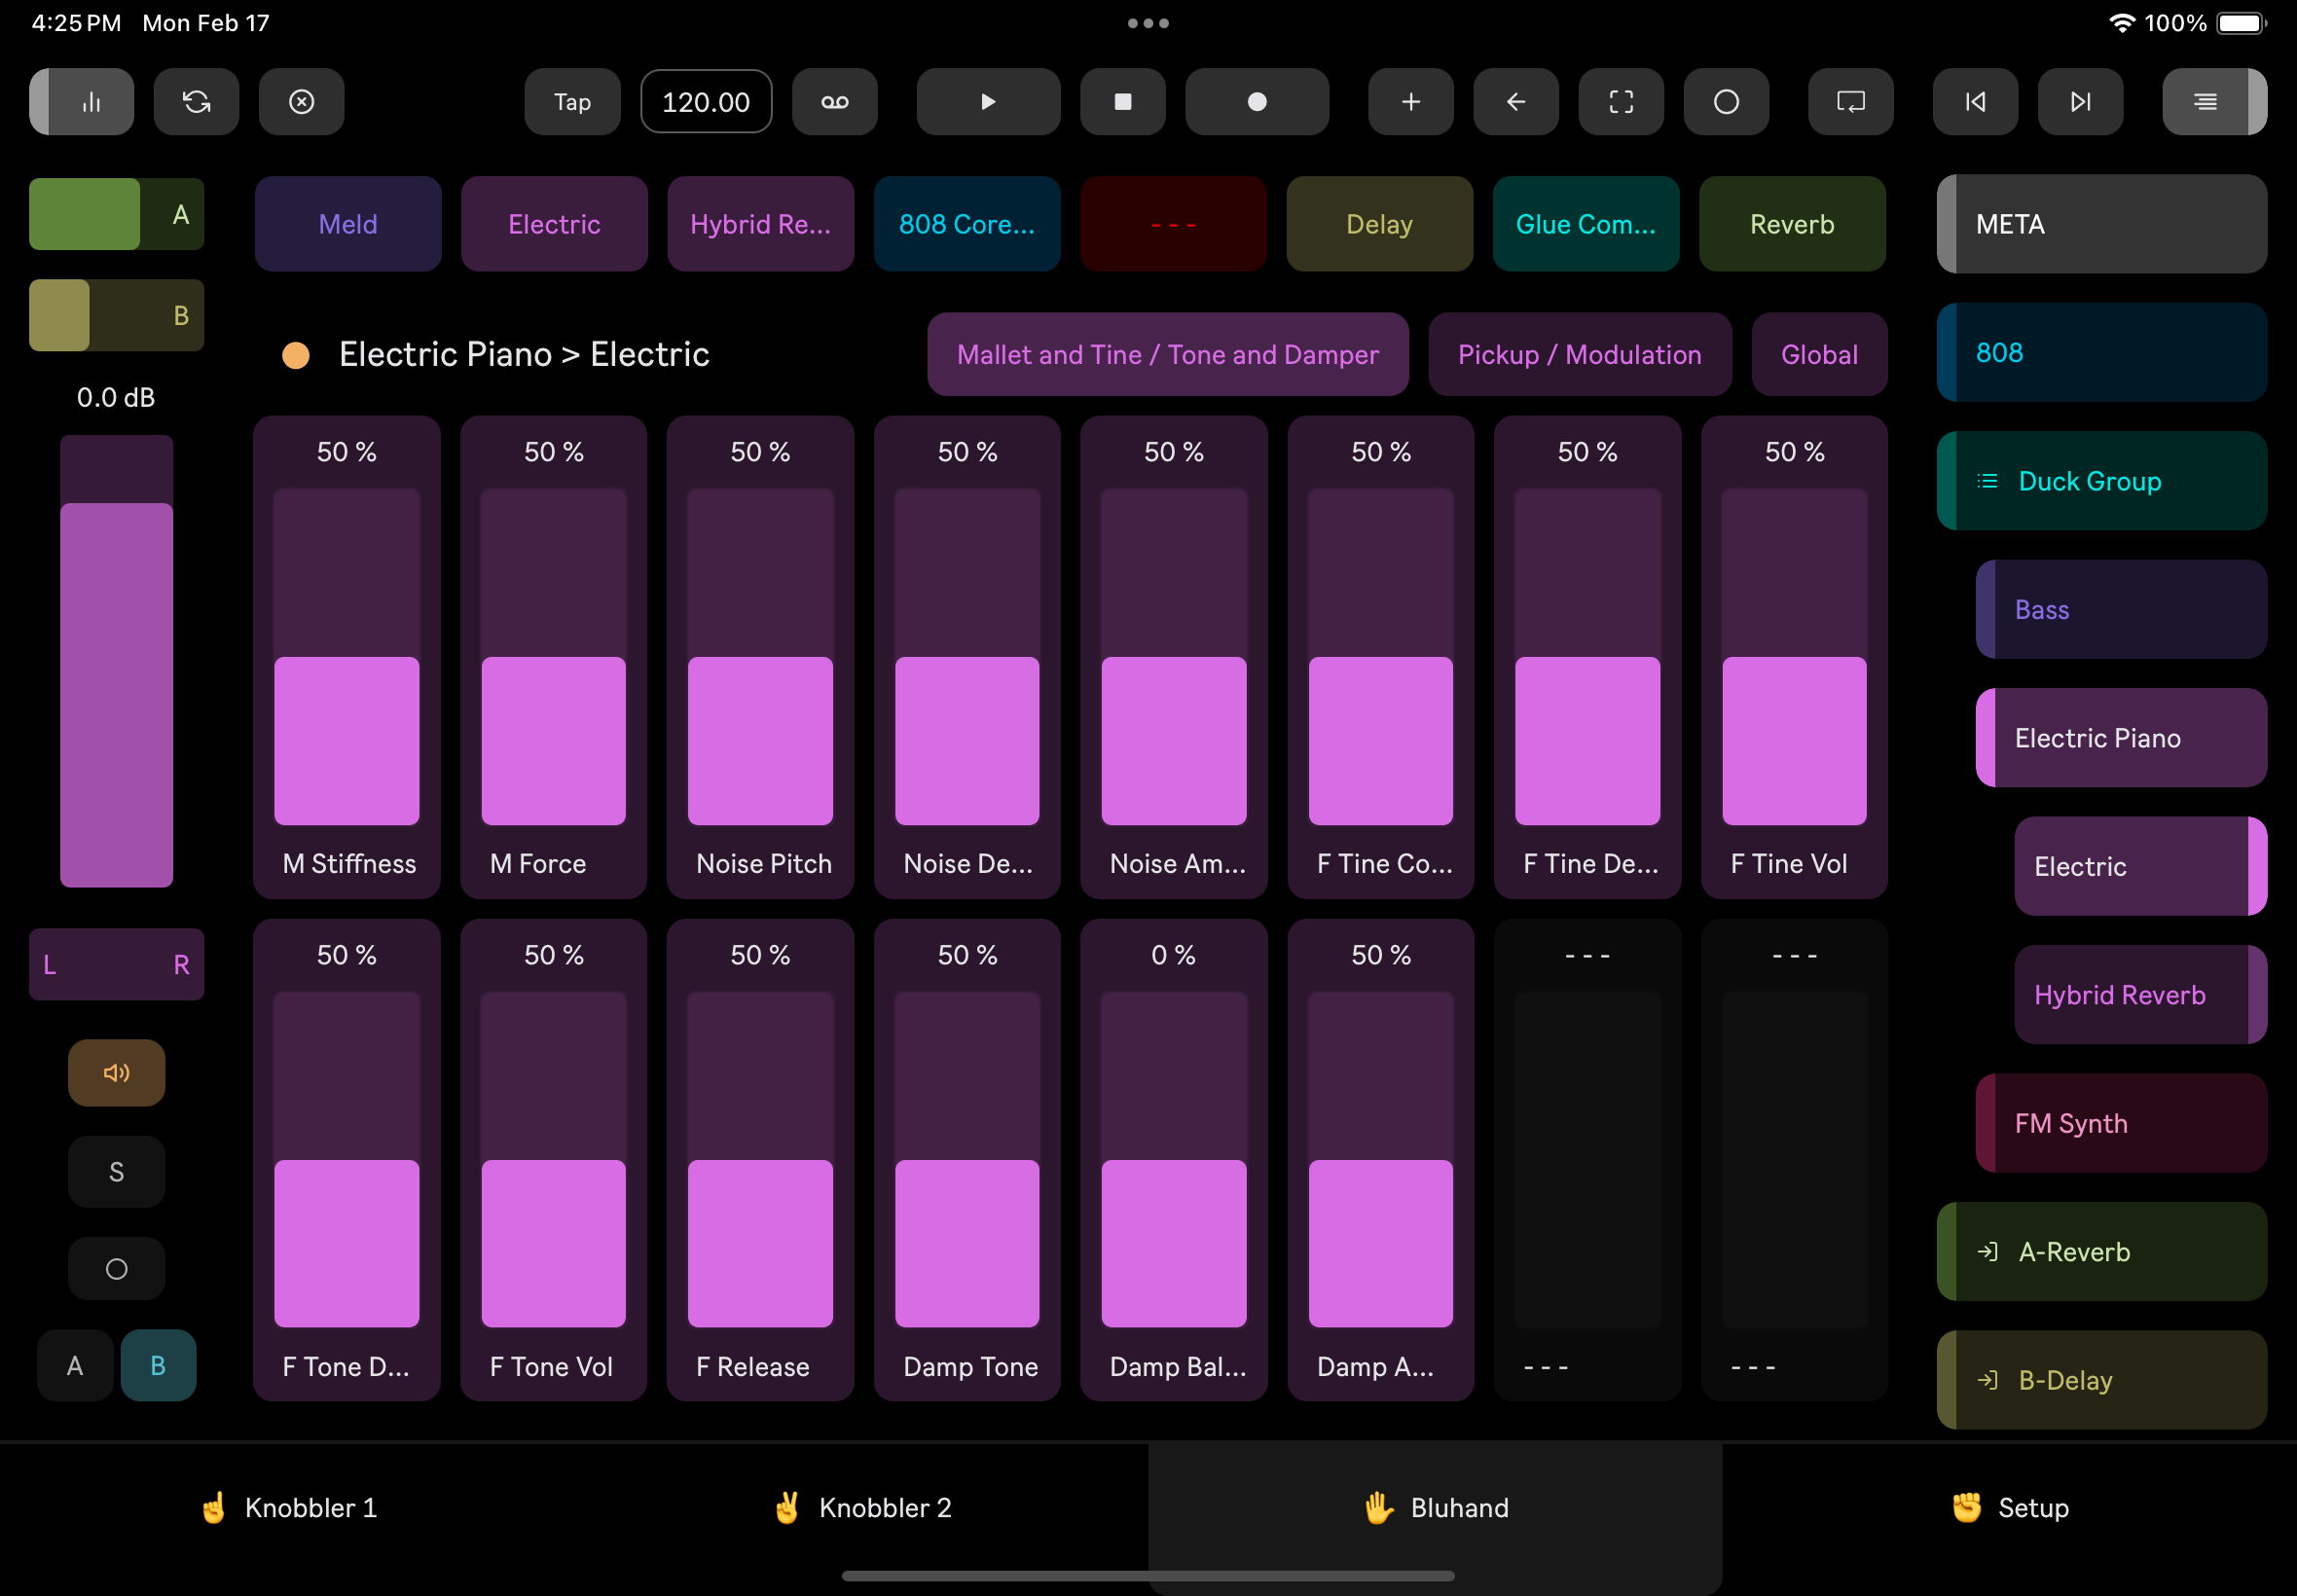 4:25 PM Mon Feb 17
100%
Tap
120.00
A
B
0.0 dB
L R
S
A B
Meld
Electric
Hybrid Re...
808 Core...
- - -
Delay
Glue Com...
Reverb
Electric Piano > Electric
Mallet and Tine / Tone and Damper
Pickup / Modulation
Global
50 %
50 %
50 %
50 %
50 %
50 %
50 %
50 %
M Stiffness
M Force
Noise Pitch
Noise De...
Noise Am...
F Tine Co...
F Tine De...
F Tine Vol
50 %
50 %
50 %
50 %
0 %
50 %
- - -
- - -
F Tone D...
F Tone Vol
F Release
Damp Tone
Damp Bal...
Damp A...
- - -
- - -
META
808
Duck Group
Bass
Electric Piano
Electric
Hybrid Reverb
FM Synth
A-Reverb
B-Delay
Knobbler 1
Knobbler 2
Bluhand
Setup